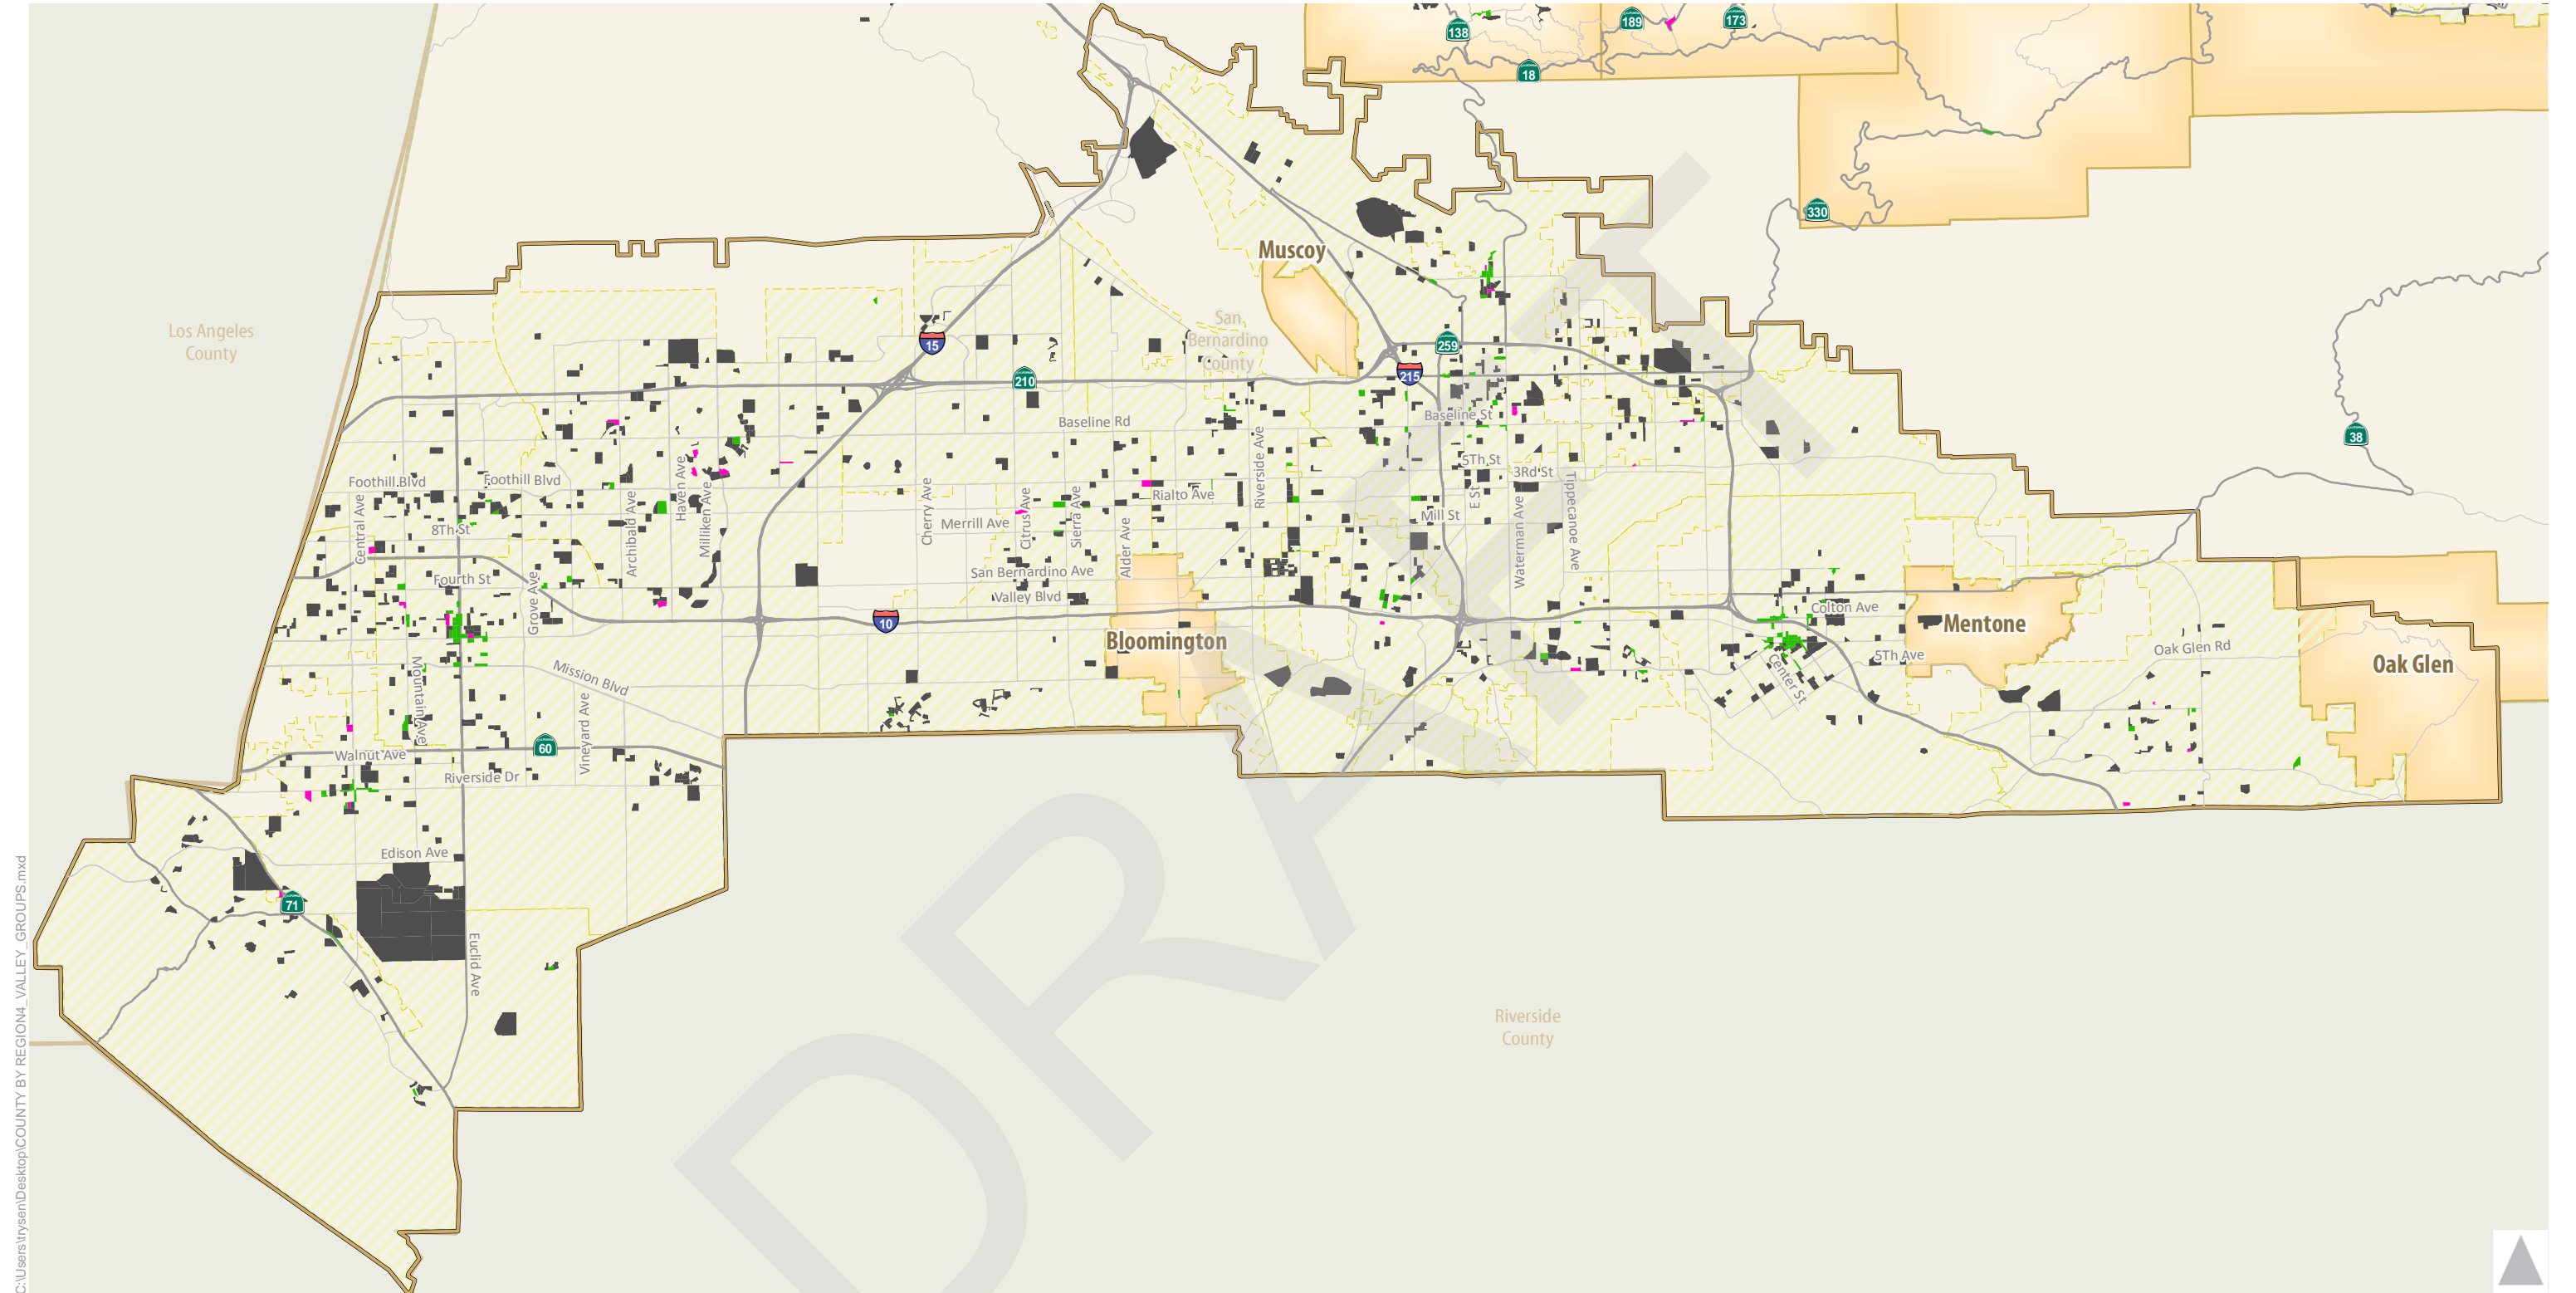 138
189
173
18
330
Muscoy
Los Angeles
County
San
Bernardino
County
15
259
210
215
Baseline Rd
Baseline St
38
Foothill Blvd
Foothill Blvd
5Th St
3Rd St
Rialto Ave
Central Ave
8Th St
Archibald Ave
Haven Ave
Milliken Ave
Cherry Ave
Merrill Ave
Citrus Ave
Sierra Ave
Alder Ave
Riverside Ave
Mill St
E St
Waterman Ave
Tippecanoe Ave
Fourth St
Grove Ave
San Bernardino Ave
Valley Blvd
10
Colton Ave
Bloomington
Mentone
5Th Ave
Oak Glen Rd
Oak Glen
Center St
Mission Blvd
Mountain Ave
Vineyard Ave
60
Walnut Ave
Riverside Dr
Edison Ave
71
Euclid Ave
Riverside
County
DRAFT
C:\Users\trysen\Desktop\COUNTY BY REGION4_VALLEY_GROUPS.mxd